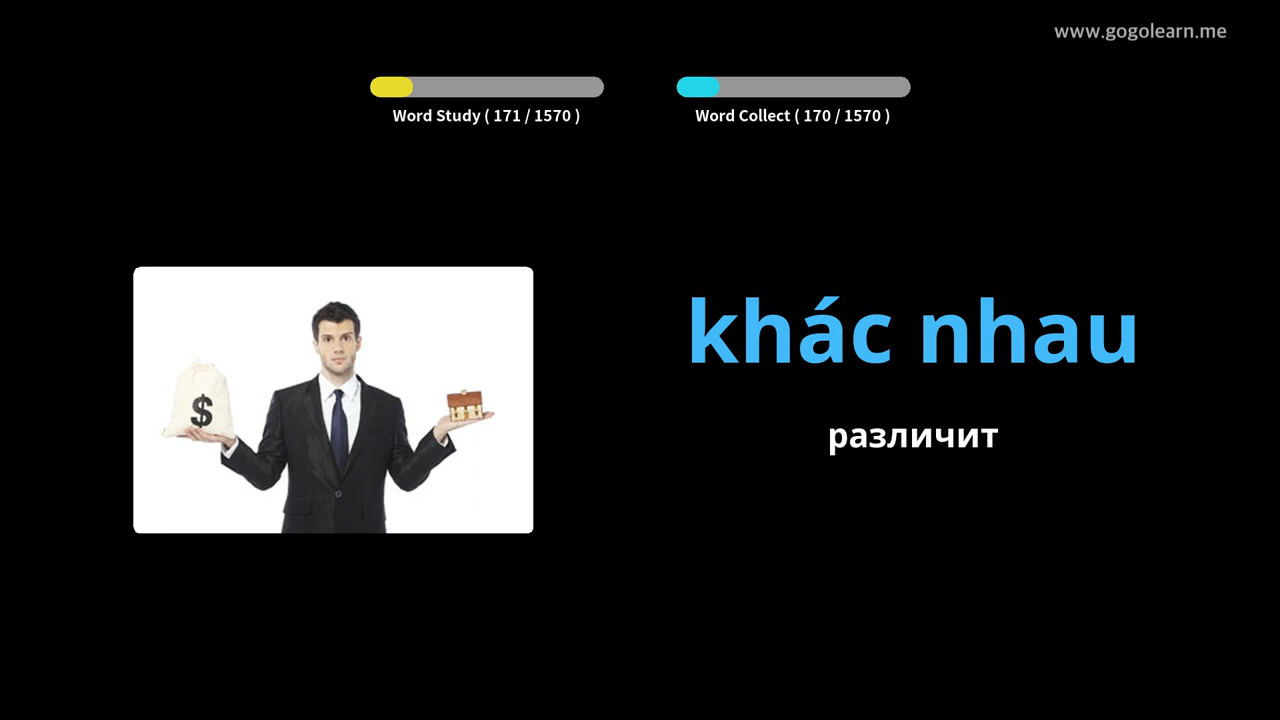 www.gogolearn.me
Word Study ( 171 / 1570 )
Word Collect ( 170 / 1570 )
$
khác nhau
различит